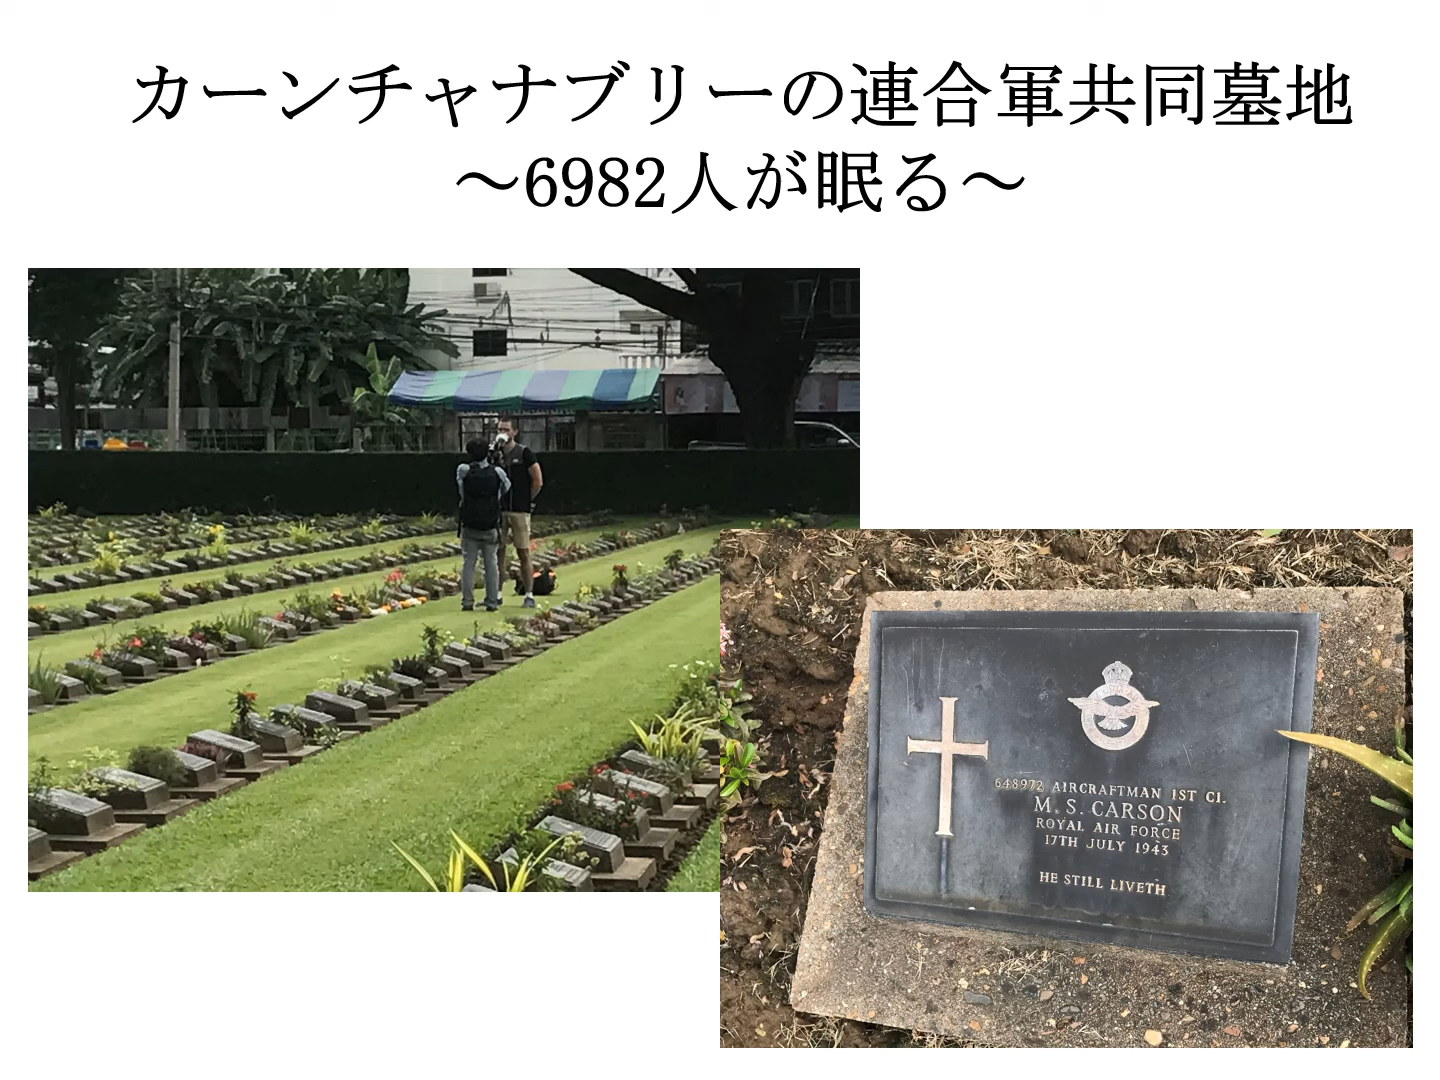 カーンチャナブリーの連合軍共同墓地
～6982人が眠る～
648972 AIRCRAFTMAN 1ST CI.
M. S. CARSON
ROYAL AIR FORCE
17TH JULY 1943
HE STILL LIVETH